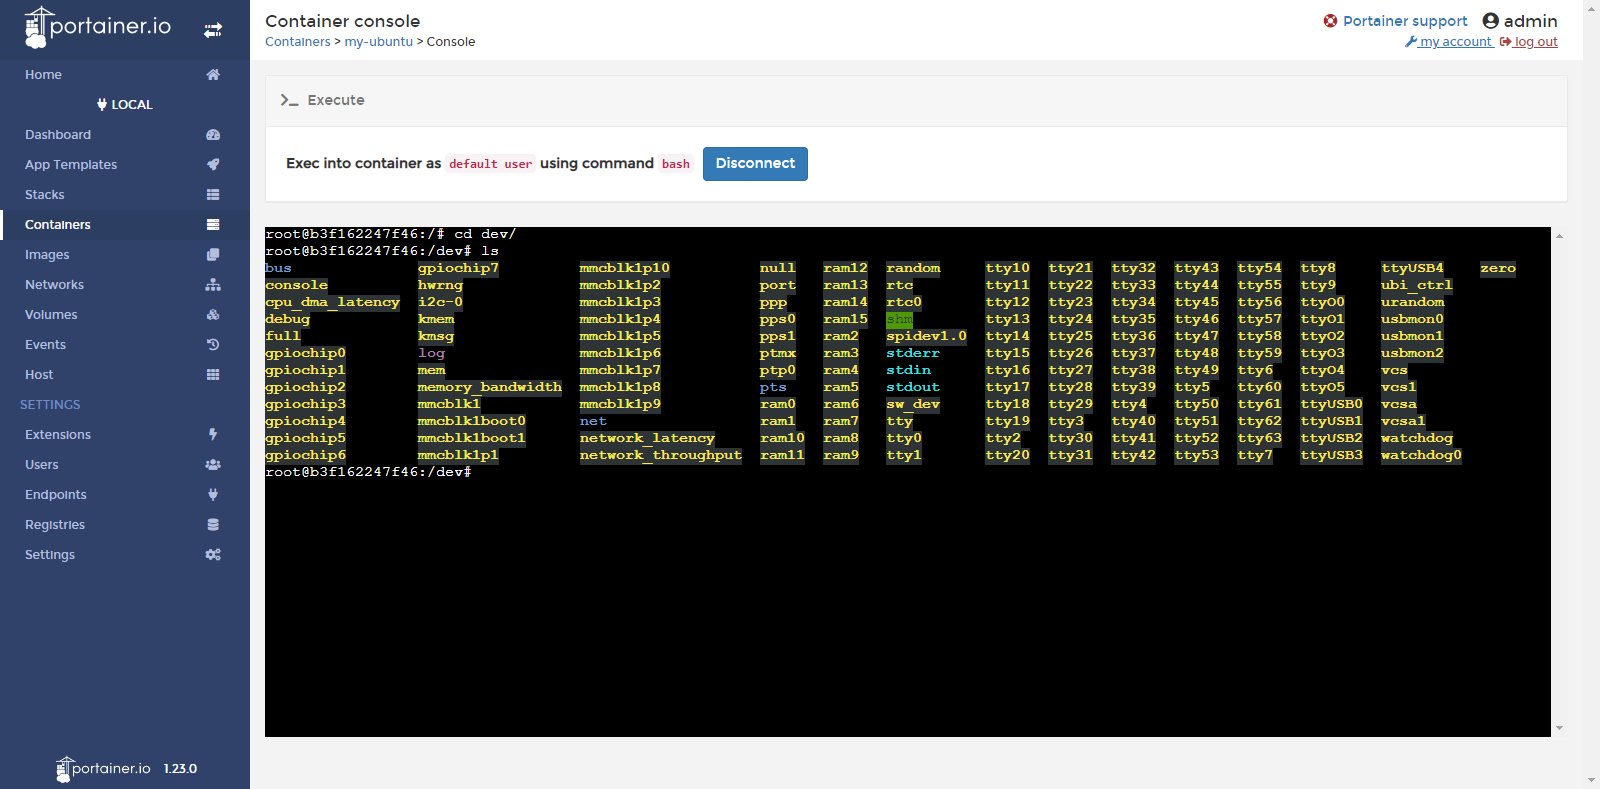 portainer.io
Container console
Portainer support admin
Containers > my-ubuntu > Console
my account log out
Home
LOCAL
Dashboard
App Templates
Stacks
Containers
Images
Networks
Volumes
Events
Host
SETTINGS
Extensions
Users
Endpoints
Registries
Settings
portainer.io 1.23.0
>_ Execute
Exec into container as default user using command bash Disconnect
root@b3f162247f46:/# cd dev/
root@b3f162247f46:/dev# ls
bus gpiochip7 mmcblk1p10 null ram12 random tty10 tty21 tty32 tty43 tty54 tty8 ttyUSB4 zero
console hwrng mmcblk1p2 port ram13 rtc tty11 tty22 tty33 tty44 tty55 tty9 ubi_ctrl
cpu_dma_latency i2c-0 mmcblk1p3 ppp ram14 rtc0 tty12 tty23 tty34 tty45 tty56 ttyO0 urandom
debug kmem mmcblk1p4 pps0 ram15 shm tty13 tty24 tty35 tty46 tty57 ttyO1 usbmon0
full kmsg mmcblk1p5 pps1 ram2 spidev1.0 tty14 tty25 tty36 tty47 tty58 ttyO2 usbmon1
gpiochip0 log mmcblk1p6 ptmx ram3 stderr tty15 tty26 tty37 tty48 tty59 ttyO3 usbmon2
gpiochip1 mem mmcblk1p7 ptp0 ram4 stdin tty16 tty27 tty38 tty49 tty6 ttyO4 vcs
gpiochip2 memory_bandwidth mmcblk1p8 pts ram5 stdout tty17 tty28 tty39 tty5 tty60 ttyO5 vcs1
gpiochip3 mmcblk1 mmcblk1p9 ram0 ram6 sw_dev tty18 tty29 tty4 tty50 tty61 ttyUSB0 vcsa
gpiochip4 mmcblk1boot0 net ram1 ram7 tty tty19 tty3 tty40 tty51 tty62 ttyUSB1 vcsa1
gpiochip5 mmcblk1boot1 network_latency ram10 ram8 tty0 tty2 tty30 tty41 tty52 tty63 ttyUSB2 watchdog
gpiochip6 mmcblk1p1 network_throughput ram11 ram9 tty1 tty20 tty31 tty42 tty53 tty7 ttyUSB3 watchdog0
root@b3f162247f46:/dev#